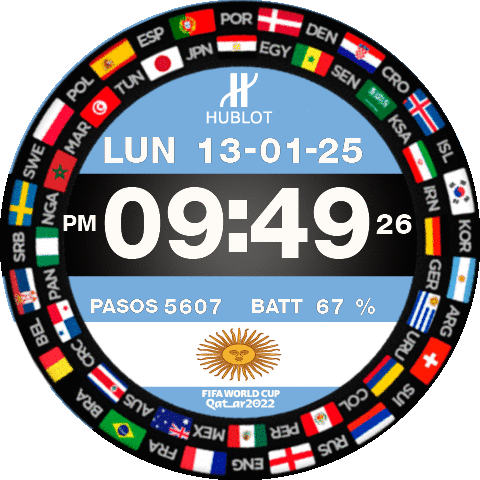 HUBLOT
LUN 13-01-25
PM 09:49 26
PASOS 5607 BATT 67 %
FIFA WORLD CUP
Qatar2022
POR
DEN
CRO
ISL
KOR
ARG
SUI
RUS
ENG
FRA
BRA
BEL
SRB
SWE
POL
ESP
EGY
SEN
KSA
IRN
GER
URU
COL
PER
MEX
AUS
CRC
PAN
NGA
MAR
TUN
JPN